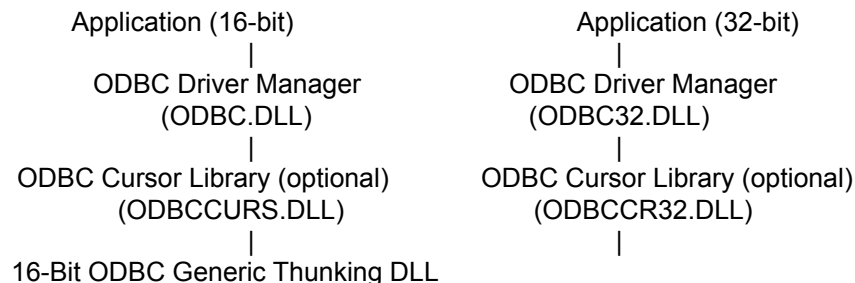 Application (16-bit) Application (32-bit)
| |
ODBC Driver Manager ODBC Driver Manager
(ODBC.DLL) (ODBC32.DLL)
| |
ODBC Cursor Library (optional) ODBC Cursor Library (optional)
(ODBCCURS.DLL) (ODBCCR32.DLL)
| |
16-Bit ODBC Generic Thunking DLL